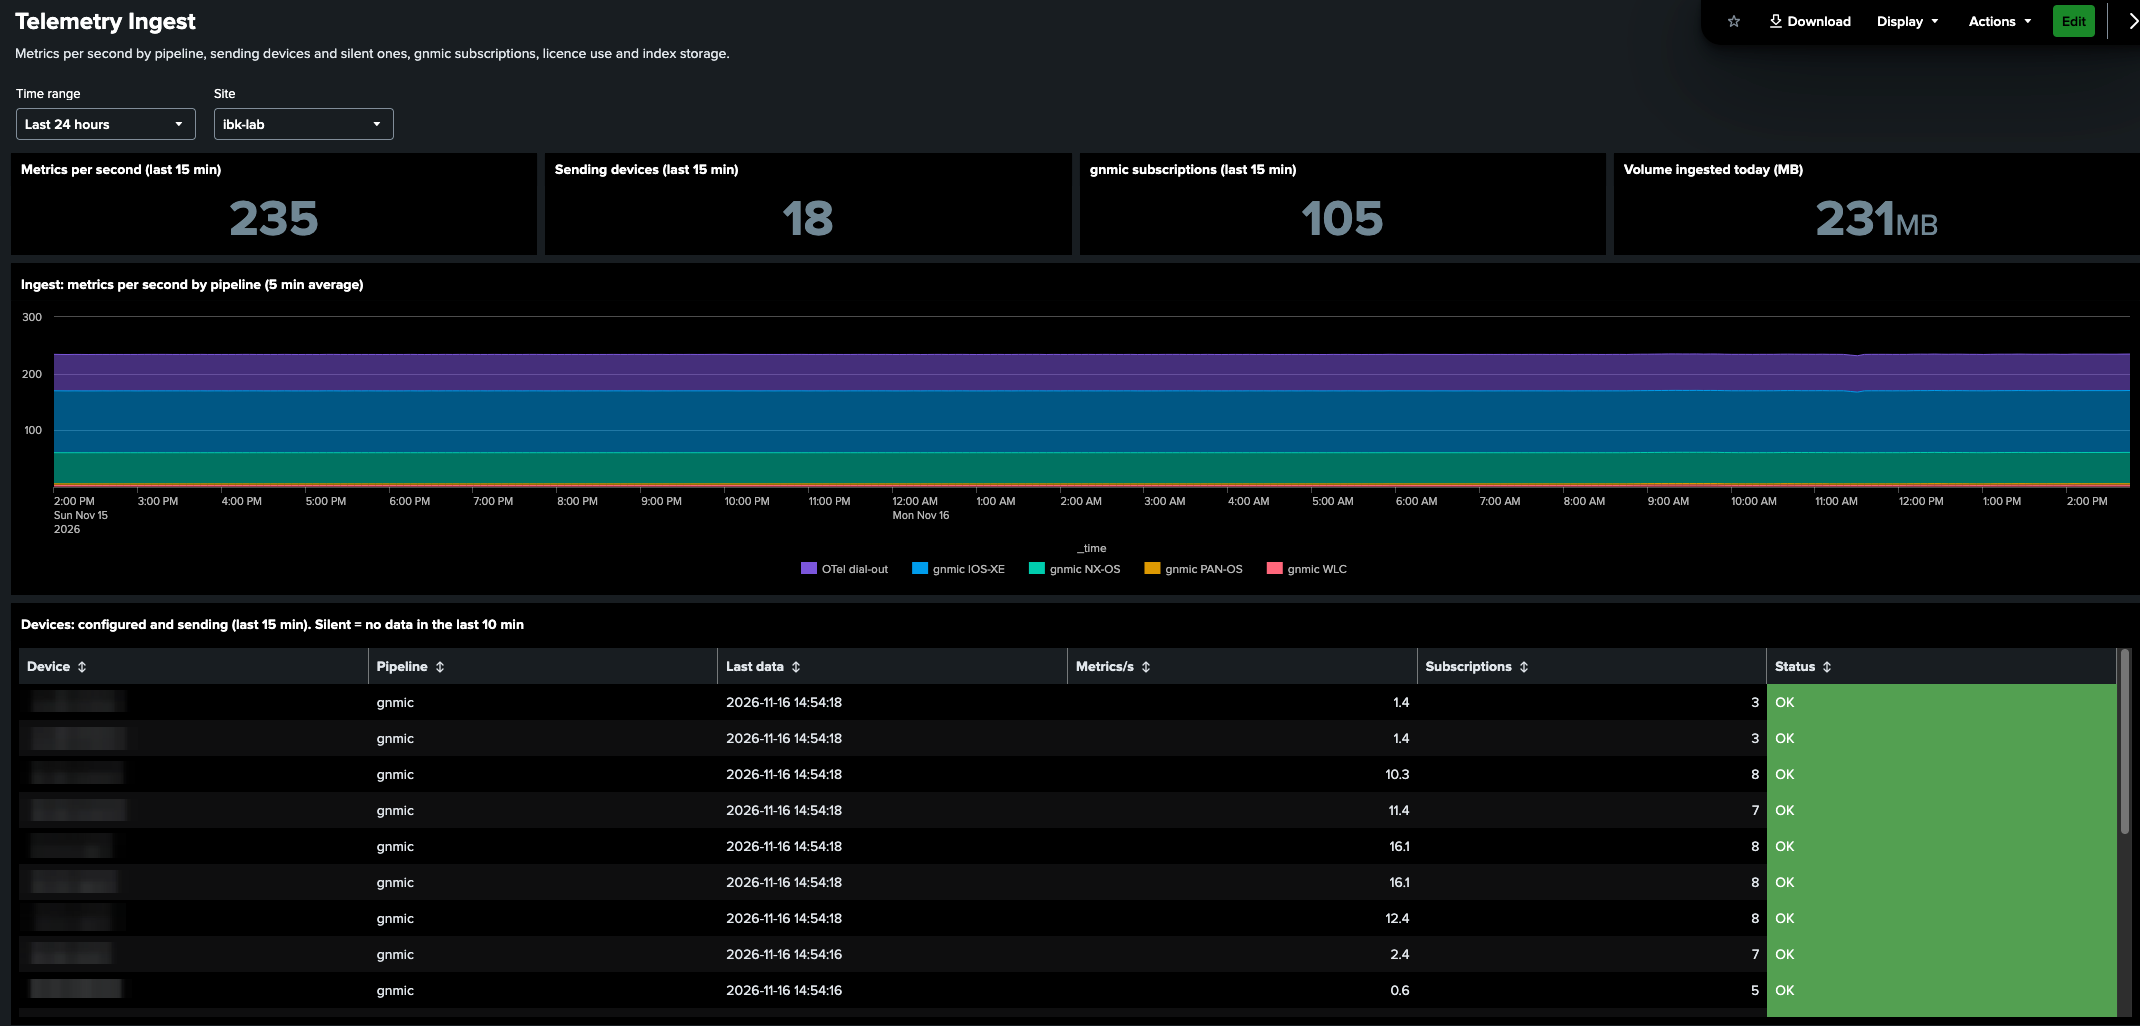 Telemetry Ingest
Download Display Actions Edit
Metrics per second by pipeline, sending devices and silent ones, gnmic subscriptions, licence use and index storage.
Time range Site
Last 24 hours ibk-lab
Metrics per second (last 15 min) Sending devices (last 15 min) gnmic subscriptions (last 15 min) Volume ingested today (MB)
235 18 105 231MB
Ingest: metrics per second by pipeline (5 min average)
300
200
100
2:00 PM 3:00 PM 4:00 PM 5:00 PM 6:00 PM 7:00 PM 8:00 PM 9:00 PM 10:00 PM 11:00 PM 12:00 AM 1:00 AM 2:00 AM 3:00 AM 4:00 AM 5:00 AM 6:00 AM 7:00 AM 8:00 AM 9:00 AM 10:00 AM 11:00 AM 12:00 PM 1:00 PM 2:00 PM
Sun Nov 15 Mon Nov 16
2026
_time
OTel dial-out gnmic IOS-XE gnmic NX-OS gnmic PAN-OS gnmic WLC
Devices: configured and sending (last 15 min). Silent = no data in the last 10 min
Device Pipeline Last data Metrics/s Subscriptions Status
gnmic 2026-11-16 14:54:18 1.4 3 OK
gnmic 2026-11-16 14:54:18 1.4 3 OK
gnmic 2026-11-16 14:54:18 10.3 8 OK
gnmic 2026-11-16 14:54:18 11.4 7 OK
gnmic 2026-11-16 14:54:18 16.1 8 OK
gnmic 2026-11-16 14:54:18 16.1 8 OK
gnmic 2026-11-16 14:54:18 12.4 8 OK
gnmic 2026-11-16 14:54:16 2.4 7 OK
gnmic 2026-11-16 14:54:16 0.6 5 OK